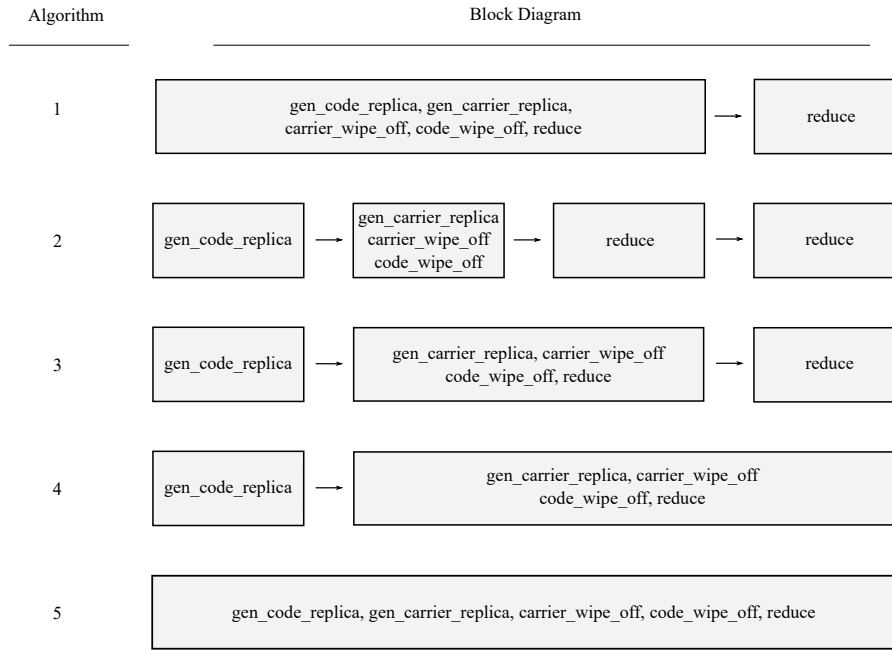 Algorithm
Block Diagram
1
gen_code_replica, gen_carrier_replica,
carrier_wipe_off, code_wipe_off, reduce
reduce
2
gen_code_replica
gen_carrier_replica
carrier_wipe_off
code_wipe_off
reduce
reduce
3
gen_code_replica
gen_carrier_replica, carrier_wipe_off
code_wipe_off, reduce
reduce
4
gen_code_replica
gen_carrier_replica, carrier_wipe_off
code_wipe_off, reduce
5
gen_code_replica, gen_carrier_replica, carrier_wipe_off, code_wipe_off, reduce